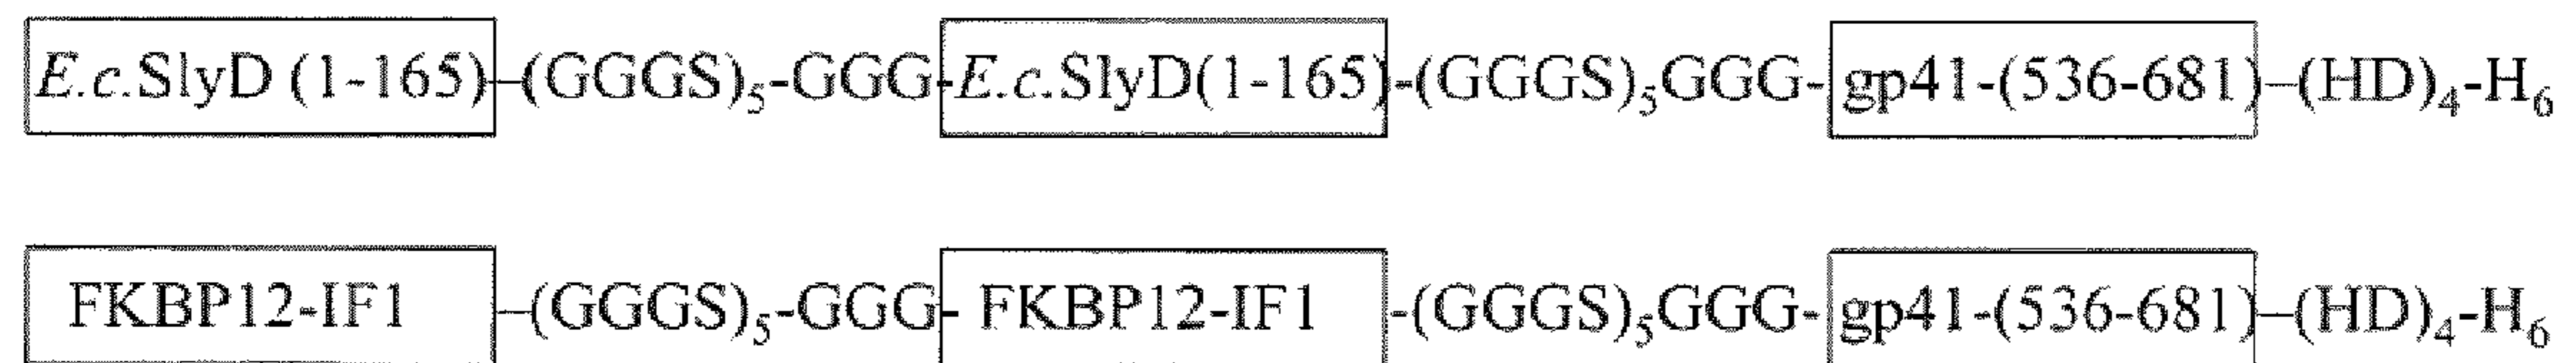 E.c.SlyD (1-165)–(GGGS)₅-GGG-E.c.SlyD(1-165)-(GGGS)₅GGG-gp41-(536-681)–(HD)₄-H₆
FKBP12-IF1–(GGGS)₅-GGG-FKBP12-IF1-(GGGS)₅GGG-gp41-(536-681)–(HD)₄-H₆